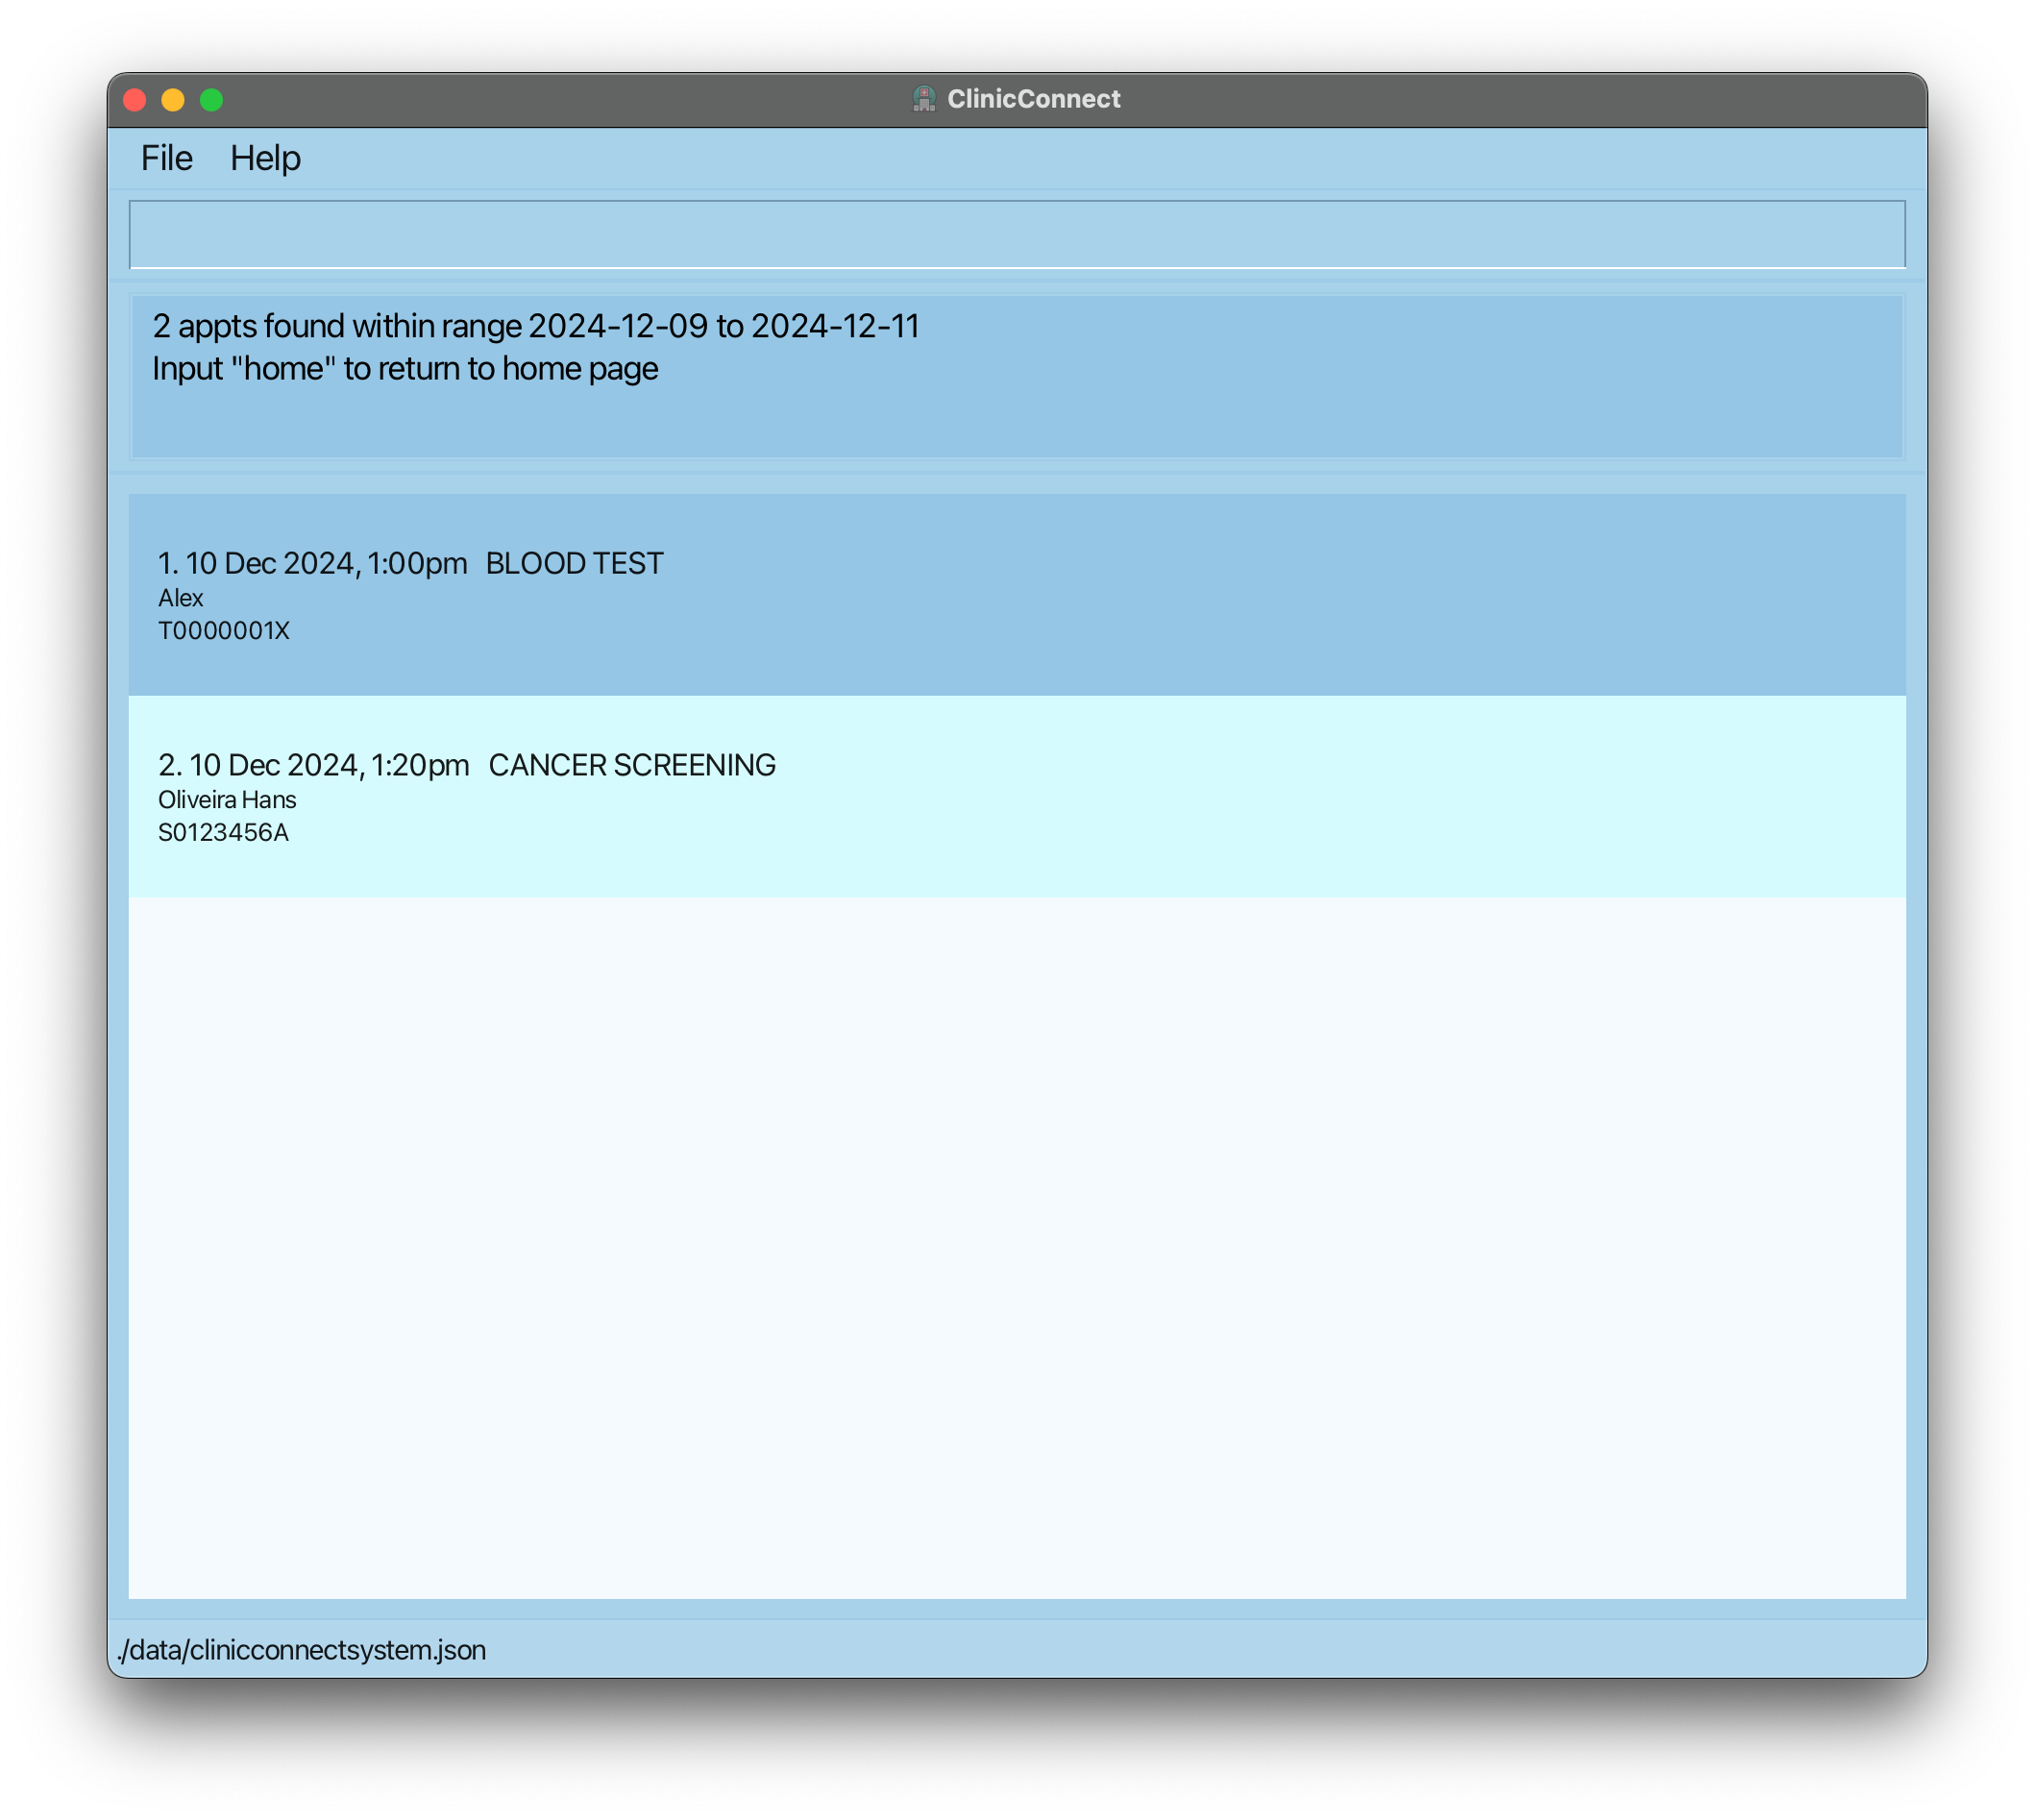 ClinicConnect
File Help
2 appts found within range 2024-12-09 to 2024-12-11
Input "home" to return to home page
1. 10 Dec 2024, 1:00pm BLOOD TEST
Alex
T0000001X
2. 10 Dec 2024, 1:20pm CANCER SCREENING
Oliveira Hans
S0123456A
./data/clinicconnectsystem.json